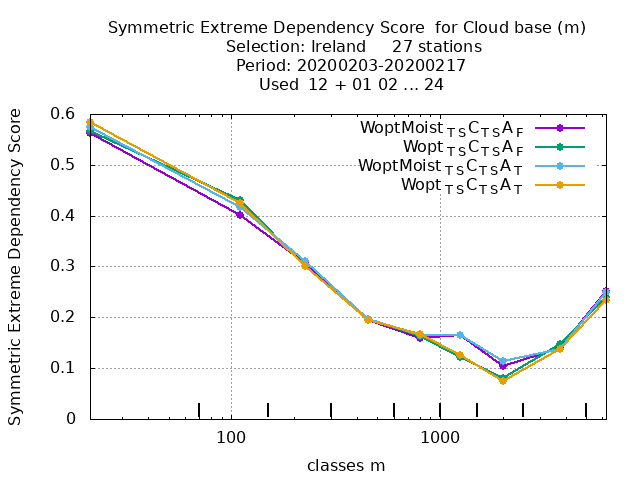 Symmetric Extreme Dependency Score for Cloud base (m)
Selection: Ireland 27 stations
Period: 20200203-20200217
Used 12 + 01 02 ... 24
Symmetric Extreme Dependency Score
0.6
0.5
0.4
0.3
0.2
0.1
0
WoptMoist TS C TS A F
Wopt TS C TS A F
WoptMoist TS C TS A T
Wopt TS C TS A T
100 1000
classes m